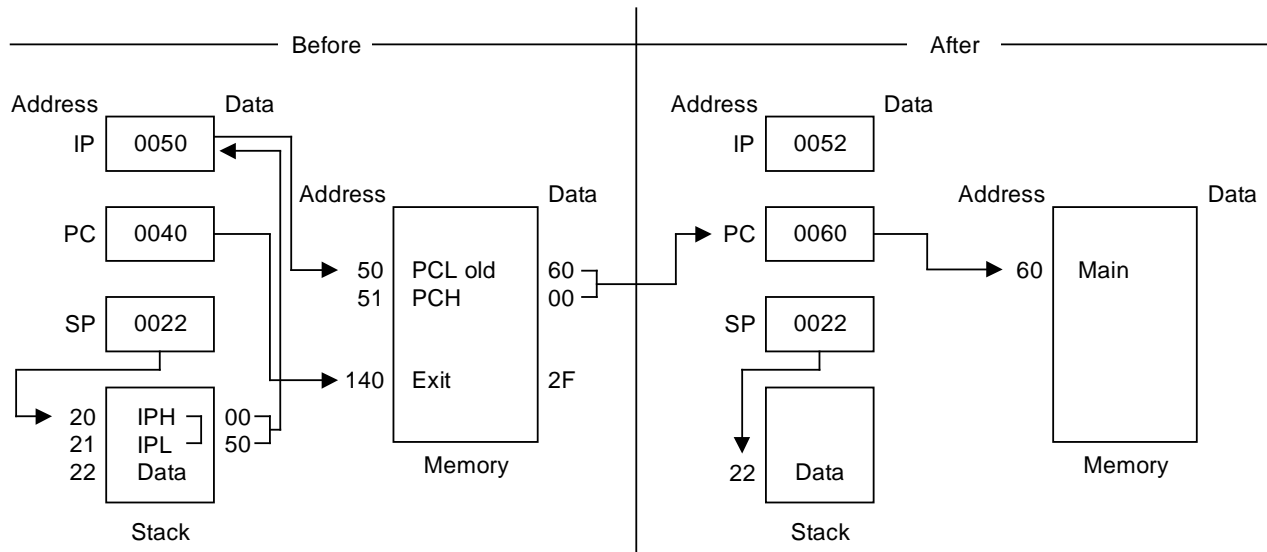 Before
Address Data
IP 0050
Address Data
PC 0040
50 PCL old 60
51 PCH 00
SP 0022
140 Exit 2F
20 IPH 00
21 IPL 50
22 Data
Memory
Stack
After
Address Data
IP 0052
Address Data
PC 0060
60 Main
SP 0022
22 Data
Memory
Stack